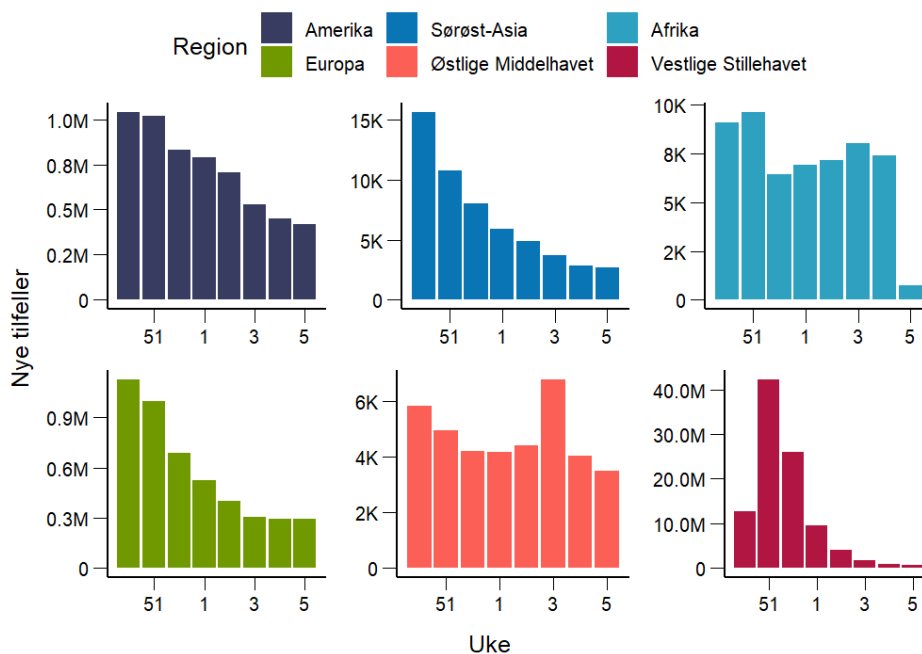 Region
Amerika
Sørøst-Asia
Afrika
Europa
Østlige Middelhavet
Vestlige Stillehavet
Nye tilfeller
1.0M
0.8M
0.5M
0.2M
0
51 1 3 5
15K
10K
5K
0
51 1 3 5
10K
8K
5K
2K
0
51 1 3 5
0.9M
0.6M
0.3M
0
51 1 3 5
6K
4K
2K
0
51 1 3 5
40.0M
30.0M
20.0M
10.0M
0
51 1 3 5
Uke